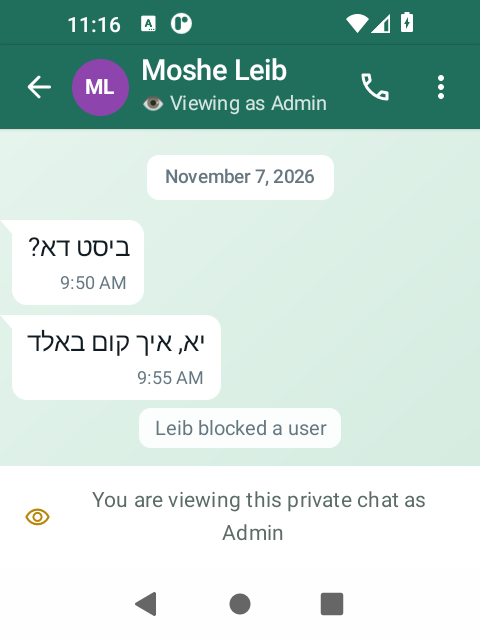 11:16
ML
Moshe Leib
👁 Viewing as Admin
November 7, 2026
ביסט דא?
9:50 AM
יא, איך קום באלד
9:55 AM
Leib blocked a user
You are viewing this private chat as
Admin